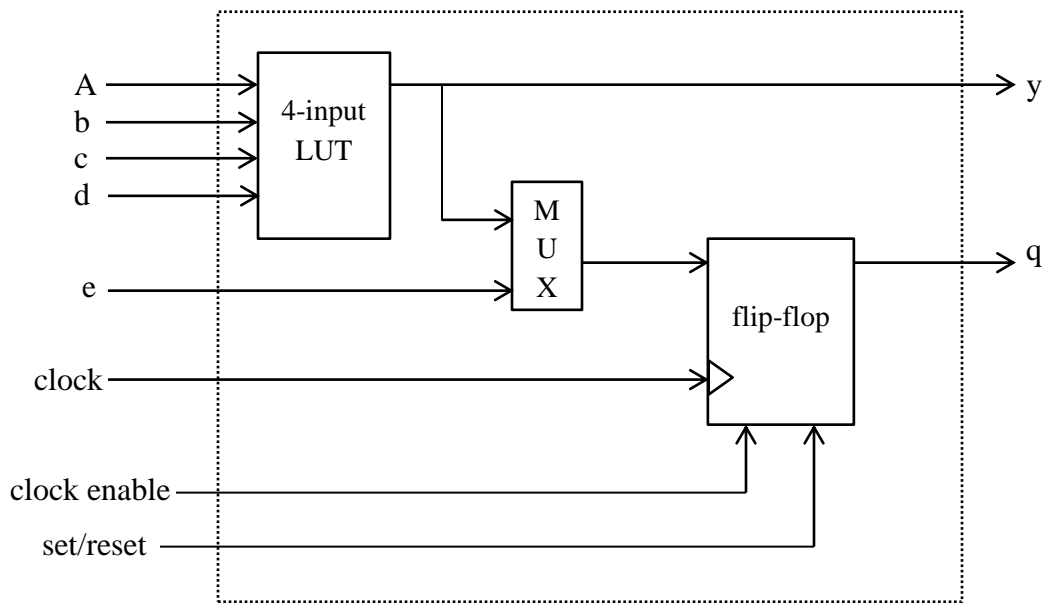 A
b
c
d
4-input
LUT
y
M
U
X
e
q
flip-flop
clock
clock enable
set/reset